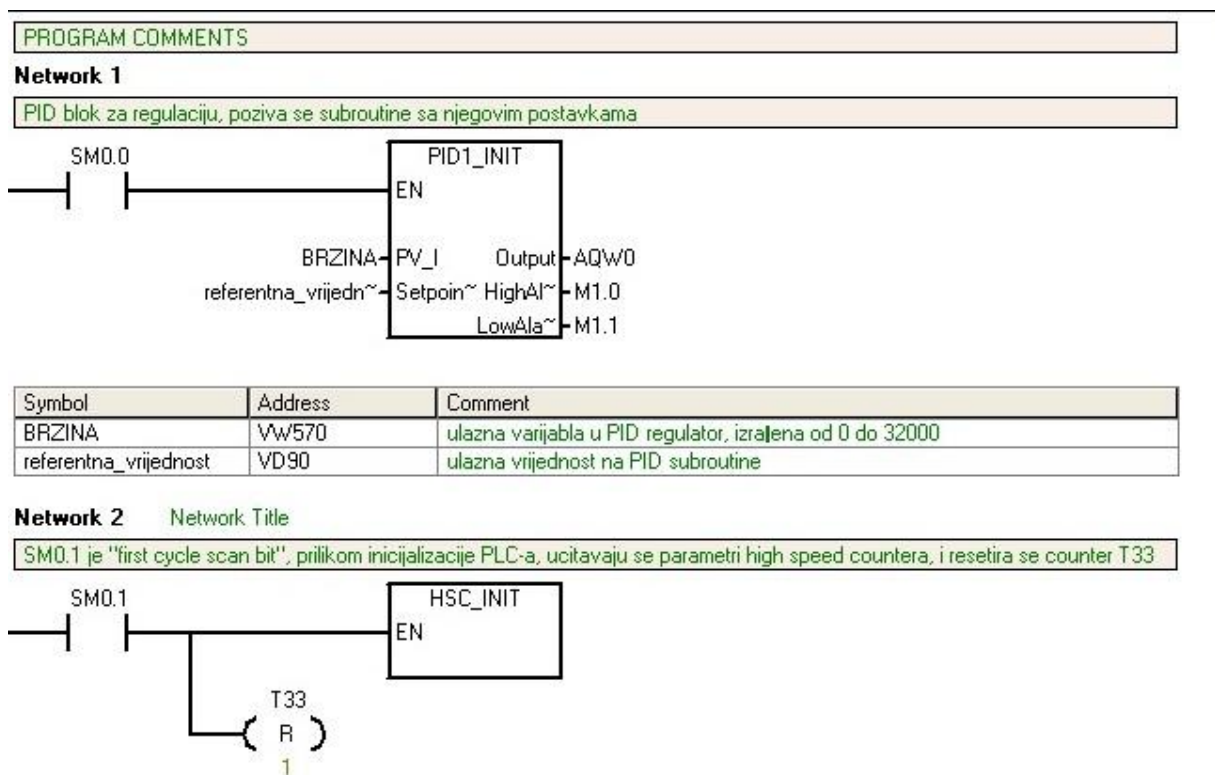 PROGRAM COMMENTS
Network 1
PID blok za regulaciju, poziva se subroutine sa njegovim postavkama
SM0.0
PID1_INIT
EN
BRZINA PV_I Output AQW0
referentna_vrijedn~ Setpoin~ HighAl~ M1.0
LowAla~ M1.1
Symbol Address Comment
BRZINA VW570 ulazna varijabla u PID regulator, izraļena od 0 do 32000
referentna_vrijednost VD90 ulazna vrijednost na PID subroutine
Network 2 Network Title
SM0.1 je "first cycle scan bit", prilikom inicijalizacije PLC-a, ucitavaju se parametri high speed countera, i resetira se counter T33
SM0.1
HSC_INIT
EN
T33
R
1